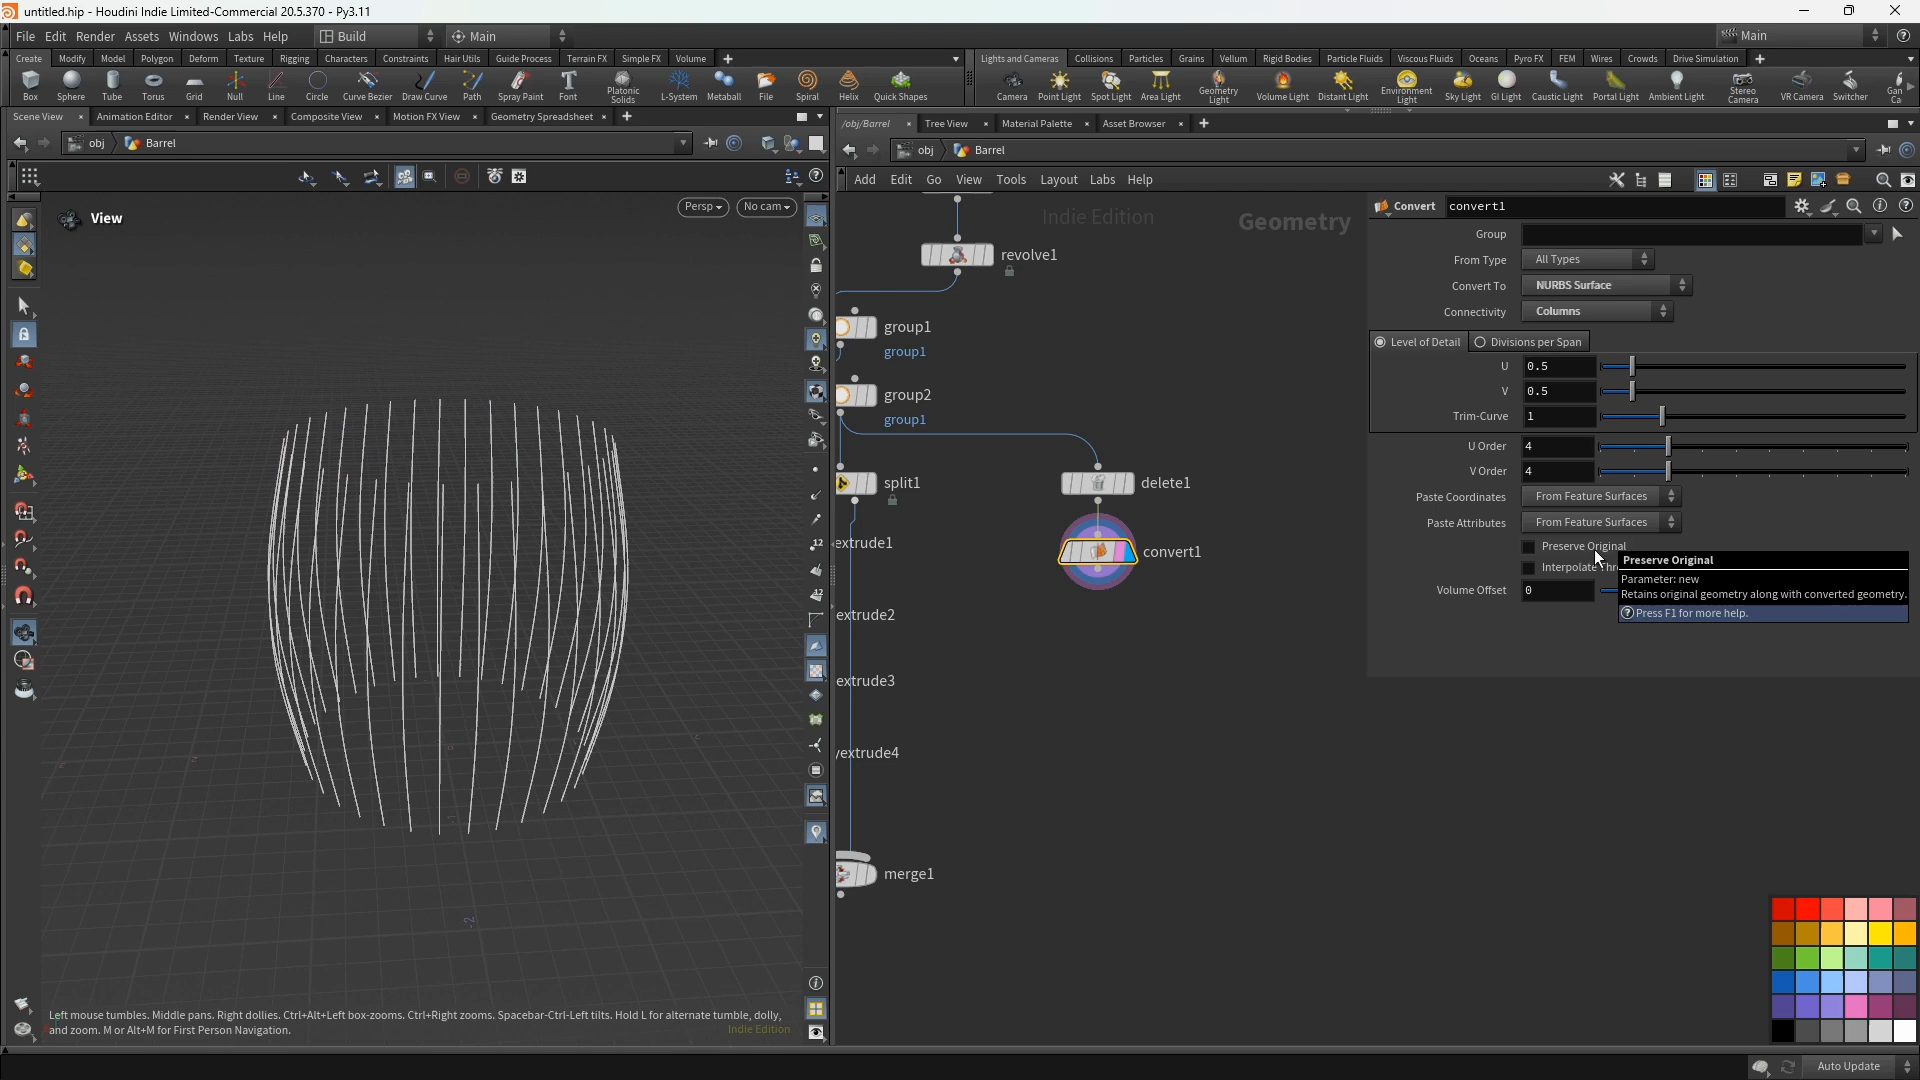 untitled.hip - Houdini Indie Limited-Commercial 20.5.370 - Py3.11
File Edit Render Assets Windows Labs Help Build Main Main
Create Modify Model Polygon Deform Texture Rigging Characters Constraints Hair Utils Guide Process Terrain FX Simple FX Volume
Lights and Cameras Collisions Particles Grains Vellum Rigid Bodies Particle Fluids Viscous Fluids Oceans Pyro FX FEM Wires Crowds Drive Simulation
Box Sphere Tube Torus Grid Null Line Circle Curve Bezier Draw Curve Path Spray Paint Font Platonic Solids L-System Metaball File Spiral Helix Quick Shapes
Camera Point Light Spot Light Area Light Geometry Light Volume Light Distant Light Environment Light Sky Light GI Light Caustic Light Portal Light Ambient Light Stereo Camera VR Camera Switcher Gan Ca
Scene View Animation Editor Render View Composite View Motion FX View Geometry Spreadsheet
/obj/Barrel Tree View Material Palette Asset Browser
obj Barrel
obj Barrel
Add Edit Go View Tools Layout Labs Help
View
Persp No cam
Indie Edition Geometry
revolve1
group1
group1
group2
group1
split1
delete1
extrude1
convert1
extrude2
extrude3
yextrude4
merge1
Convert convert1
Group
From Type All Types
Convert To NURBS Surface
Connectivity Columns
Level of Detail Divisions per Span
U 0.5
V 0.5
Trim-Curve 1
U Order 4
V Order 4
Paste Coordinates From Feature Surfaces
Paste Attributes From Feature Surfaces
Preserve Original
Interpolate Thr
Volume Offset 0
Preserve Original
Parameter: new
Retains original geometry along with converted geometry.
Press F1 for more help.
Left mouse tumbles. Middle pans. Right dollies. Ctrl+Alt+Left box-zooms. Ctrl+Right zooms. Spacebar-Ctrl-Left tilts. Hold L for alternate tumble, dolly,
and zoom. M or Alt+M for First Person Navigation.
Indie Edition
Auto Update